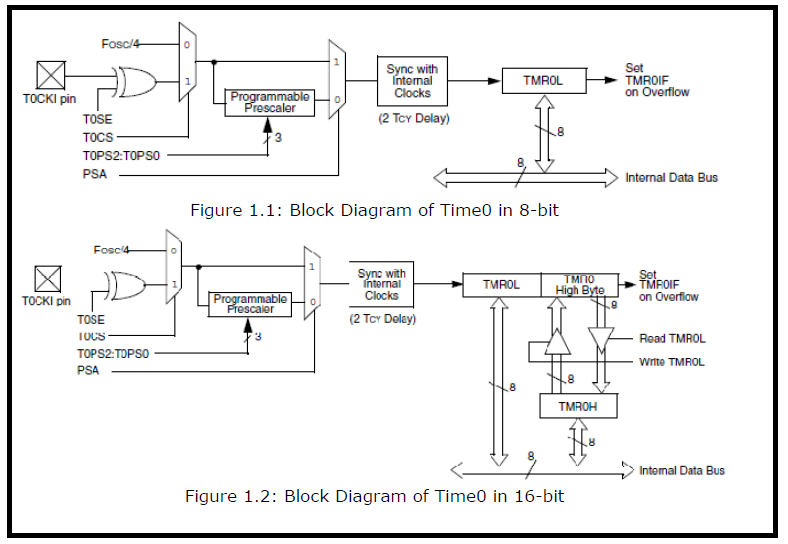 Fosc/4
0
1
T0CKI pin
T0SE
T0CS
T0PS2:T0PS0
PSA
Programmable
Prescaler
3
1
0
Sync with
Internal
Clocks
(2 TCY Delay)
TMR0L
Set
TMR0IF
on Overflow
8
8
Internal Data Bus
Figure 1.1: Block Diagram of Time0 in 8-bit
Fosc/4
0
1
T0CKI pin
T0SE
T0CS
T0PS2:T0PS0
PSA
Programmable
Prescaler
3
1
0
Sync with
Internal
Clocks
(2 TCY Delay)
TMR0L
TMR0
High Byte
Set
TMR0IF
on Overflow
8
Read TMR0L
Write TMR0L
8
8
TMR0H
8
8
Internal Data Bus
Figure 1.2: Block Diagram of Time0 in 16-bit